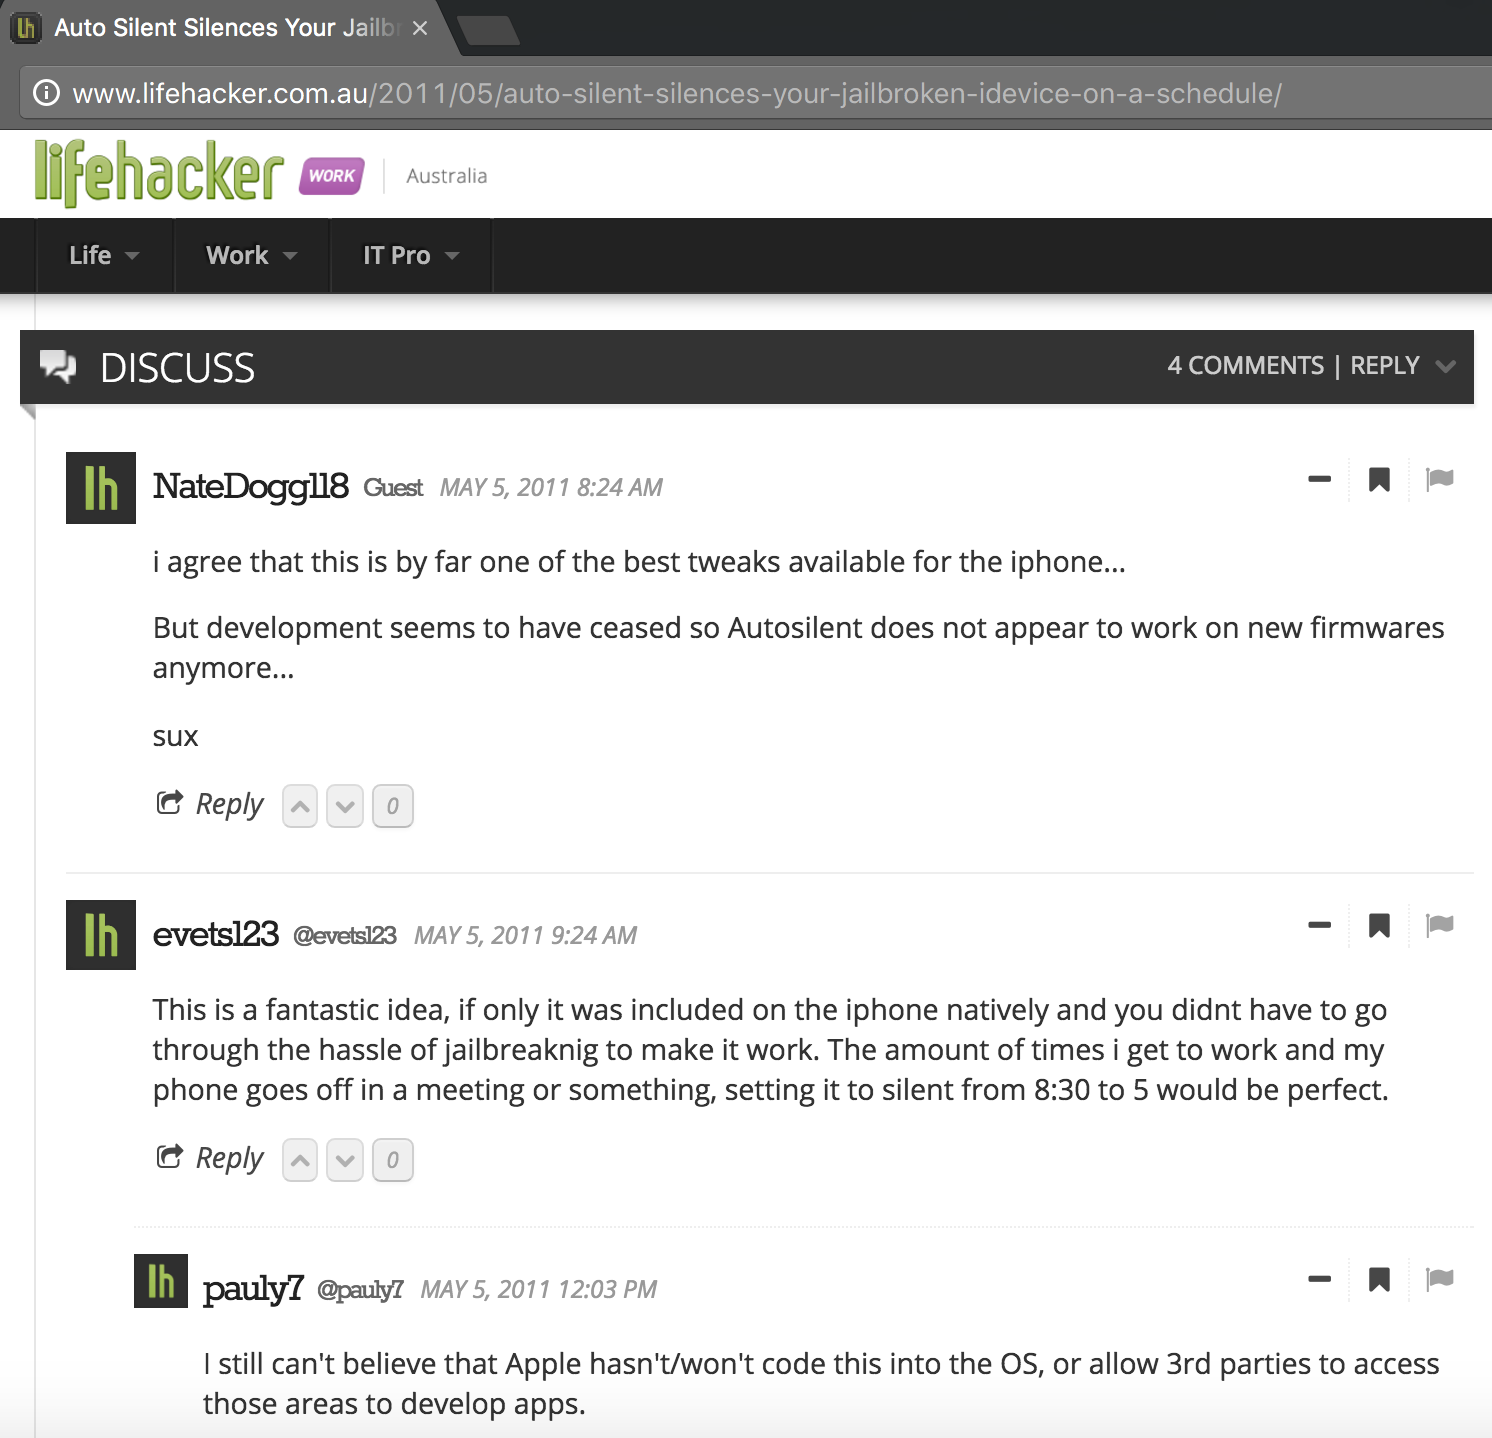 Auto Silent Silences Your Jailb
www.lifehacker.com.au/2011/05/auto-silent-silences-your-jailbroken-idevice-on-a-schedule/
lifehacker WORK Australia
Life Work IT Pro
DISCUSS 4 COMMENTS | REPLY
lh NateDogg118 Guest MAY 5, 2011 8:24 AM
i agree that this is by far one of the best tweaks available for the iphone...
But development seems to have ceased so Autosilent does not appear to work on new firmwares
anymore...
sux
Reply 0
lh evets123 @evets123 MAY 5, 2011 9:24 AM
This is a fantastic idea, if only it was included on the iphone natively and you didnt have to go
through the hassle of jailbreaknig to make it work. The amount of times i get to work and my
phone goes off in a meeting or something, setting it to silent from 8:30 to 5 would be perfect.
Reply 0
lh pauly7 @pauly7 MAY 5, 2011 12:03 PM
I still can't believe that Apple hasn't/won't code this into the OS, or allow 3rd parties to access
those areas to develop apps.